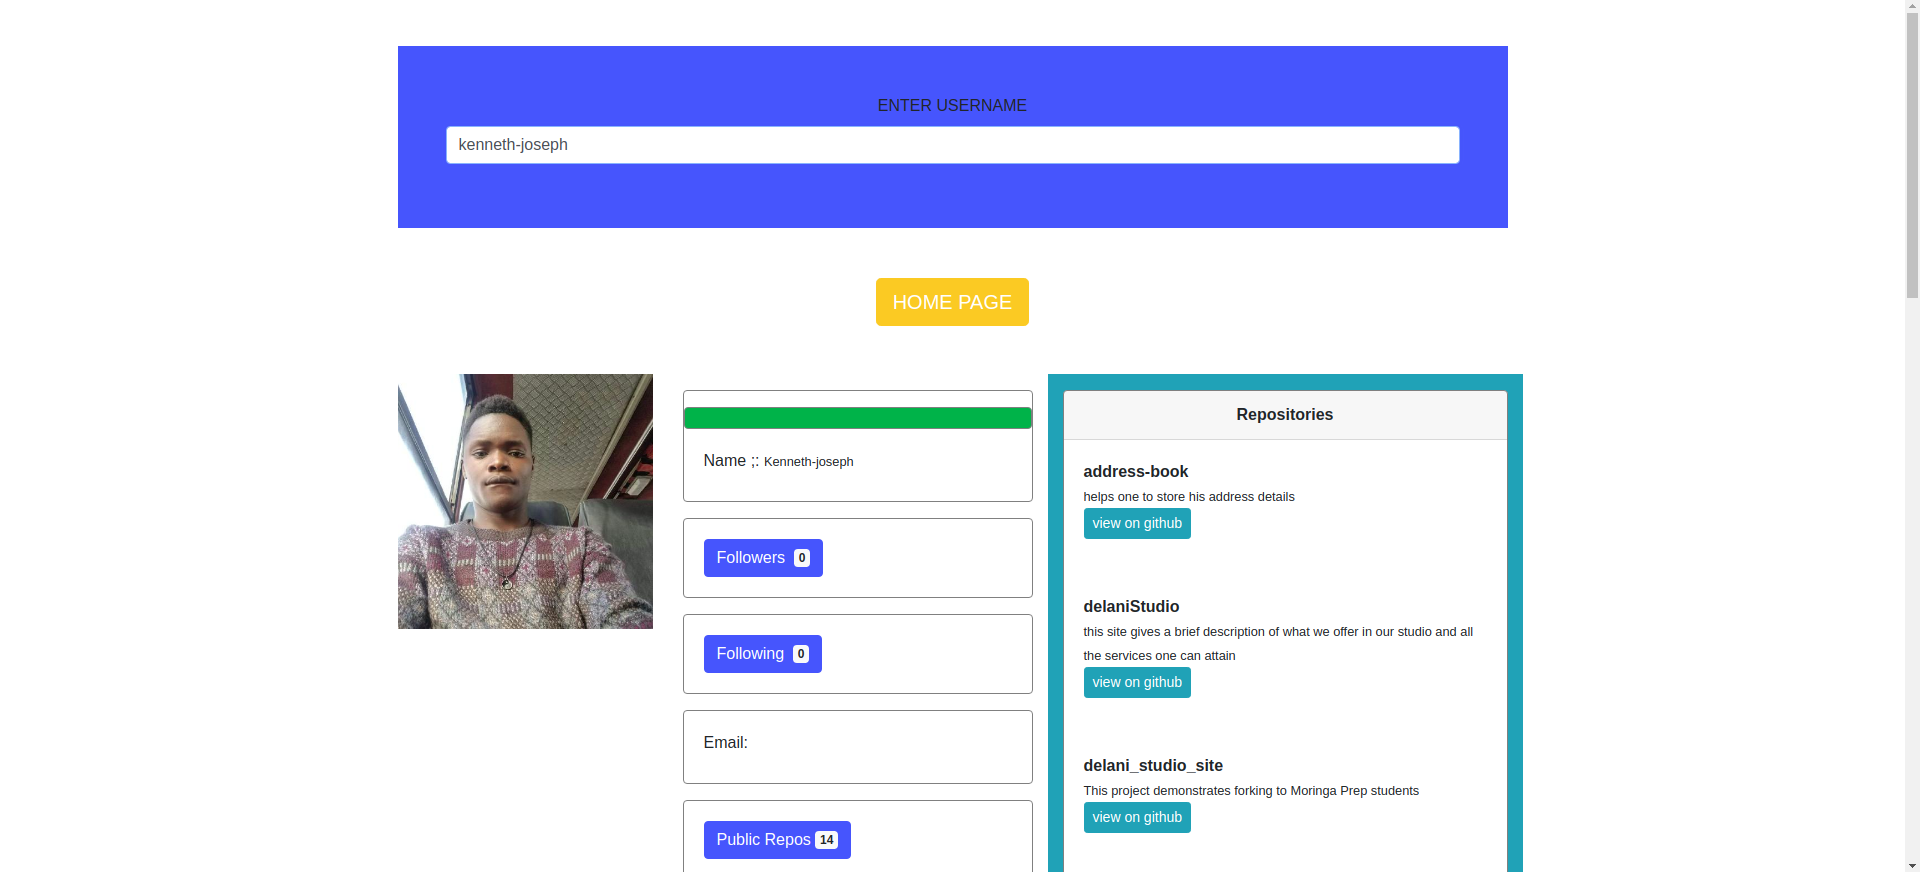 ENTER USERNAME
kenneth-joseph
HOME PAGE
Name ;: Kenneth-joseph
Followers 0
Following 0
Email:
Public Repos 14
Repositories
address-book
helps one to store his address details
view on github
delaniStudio
this site gives a brief description of what we offer in our studio and all
the services one can attain
view on github
delani_studio_site
This project demonstrates forking to Moringa Prep students
view on github